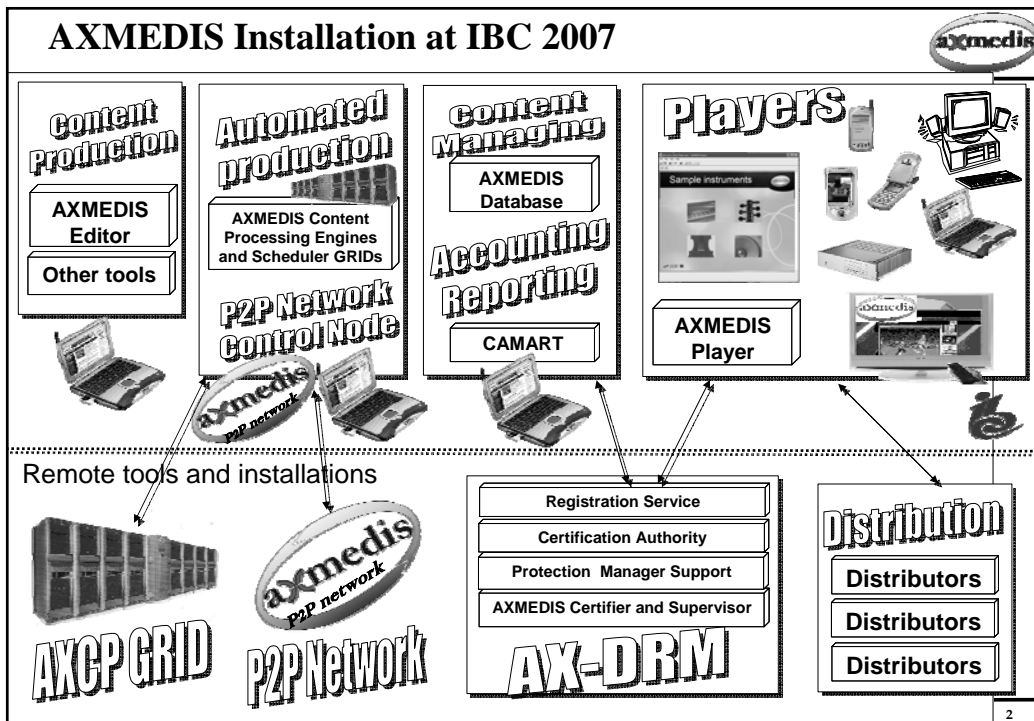 AXMEDIS Installation at IBC 2007
axmedis
Content
Production
AXMEDIS
Editor
Other tools
Automated
production
AXMEDIS Content
Processing Engines
and Scheduler GRIDs
P2P Network
Control Node
axmedis
P2P network
Content
Managing
AXMEDIS
Database
Accounting
Reporting
CAMART
Players
Sample instruments
AXMEDIS
Player
axmedis
ibc
Remote tools and installations
AXCP GRID
axmedis
P2P network
P2P Network
Registration Service
Certification Authority
Protection Manager Support
AXMEDIS Certifier and Supervisor
AX-DRM
Distribution
Distributors
Distributors
Distributors
2